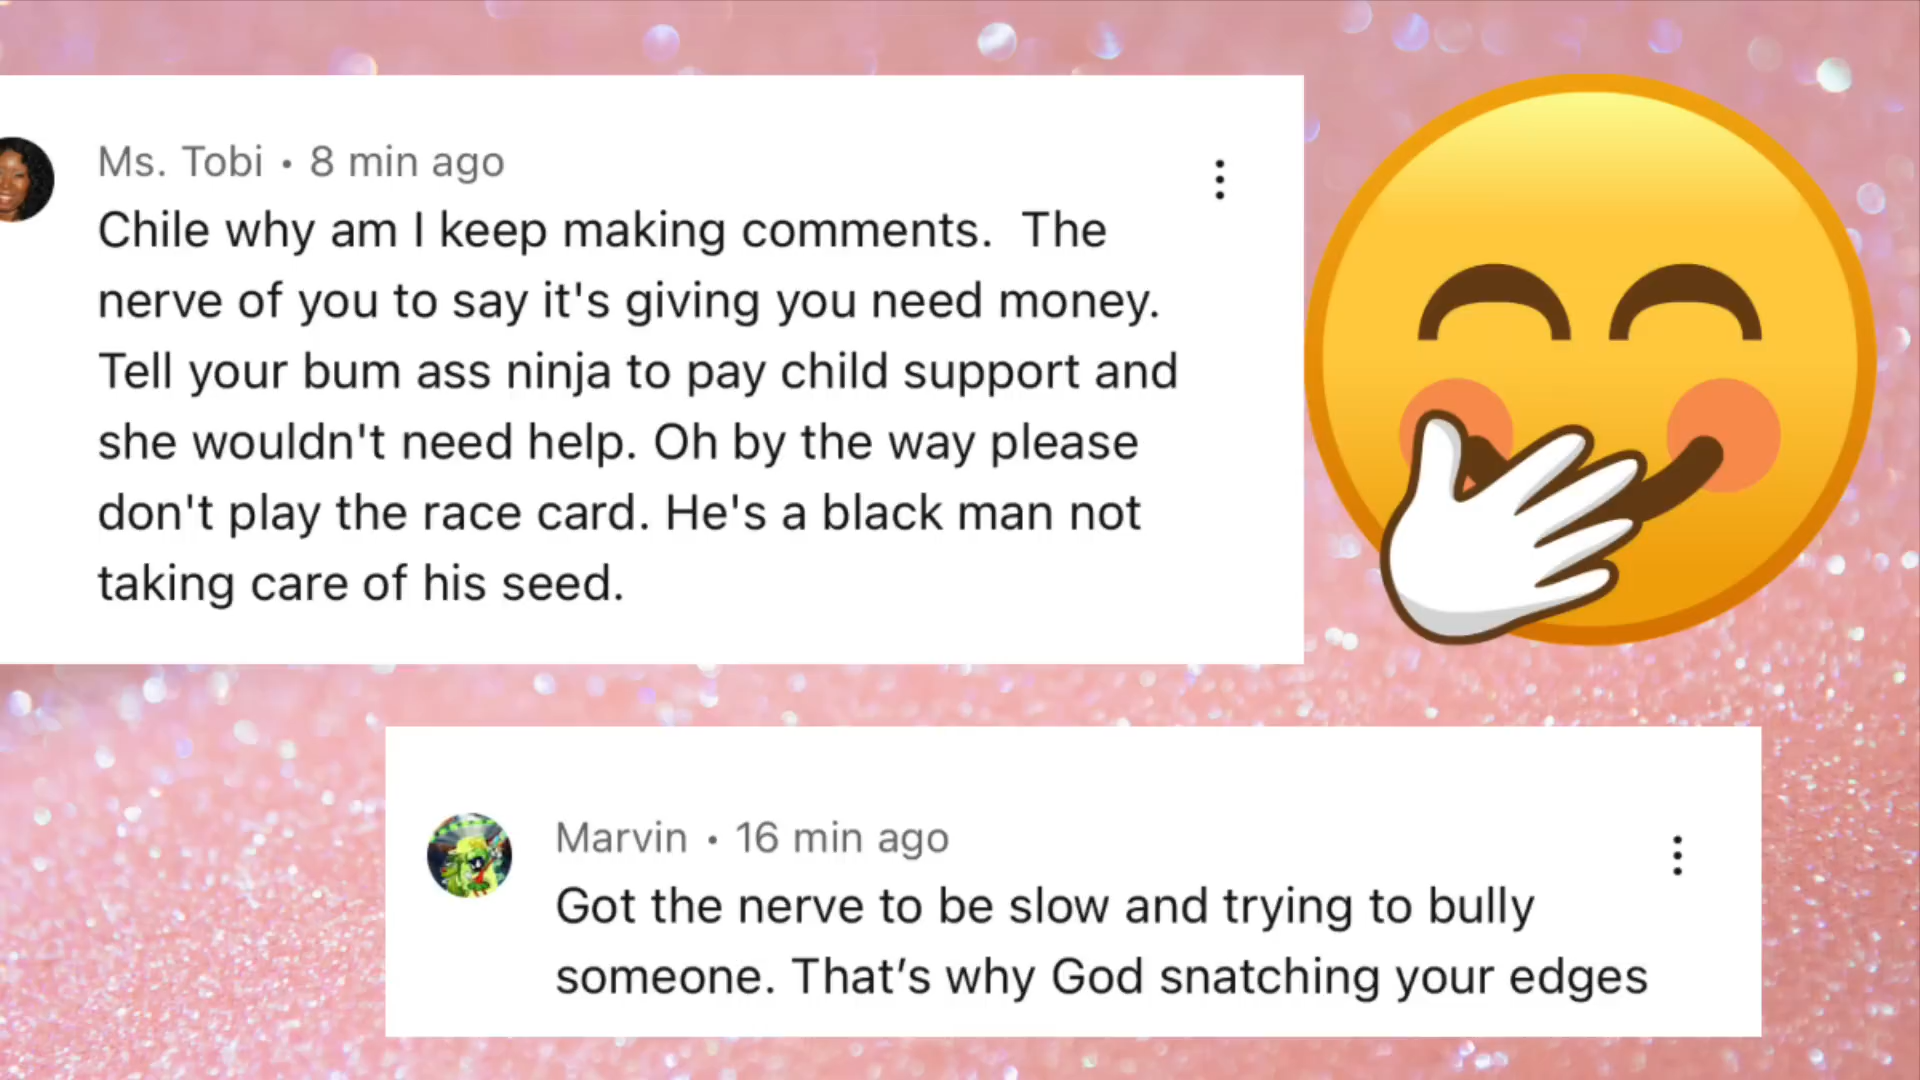 Ms. Tobi • 8 min ago
Chile why am I keep making comments.  The
nerve of you to say it's giving you need money.
Tell your bum ass ninja to pay child support and
she wouldn't need help. Oh by the way please
don't play the race card. He's a black man not
taking care of his seed.
Marvin • 16 min ago
Got the nerve to be slow and trying to bully
someone. That’s why God snatching your edges